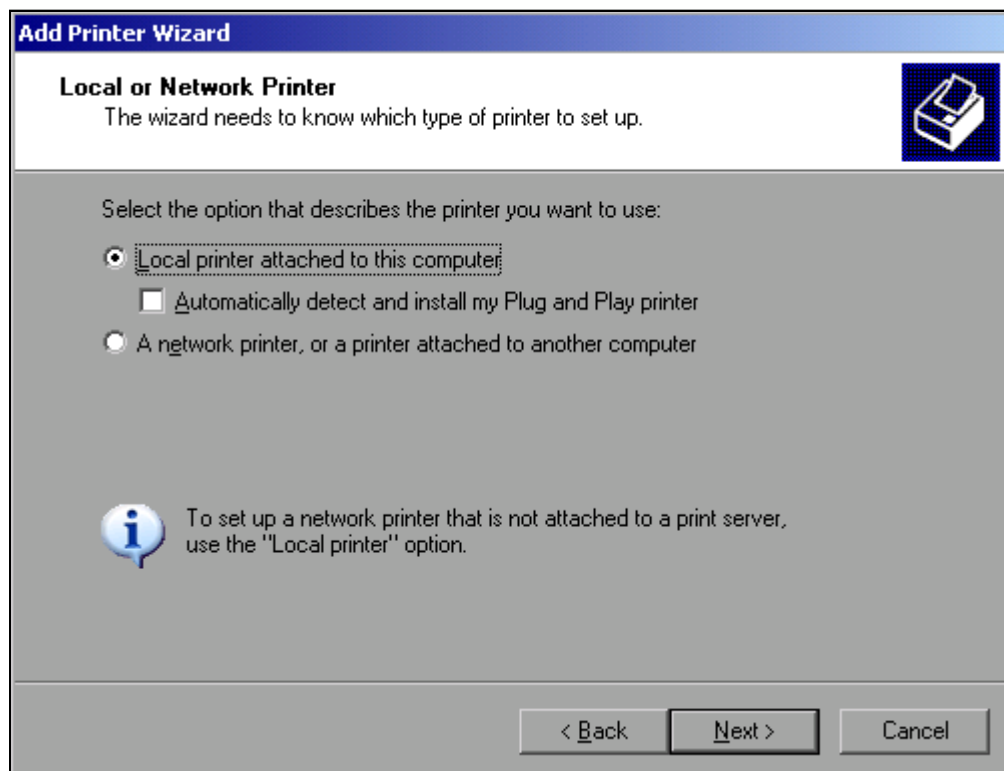 Add Printer Wizard
Local or Network Printer
The wizard needs to know which type of printer to set up.
Select the option that describes the printer you want to use:
Local printer attached to this computer
Automatically detect and install my Plug and Play printer
A network printer, or a printer attached to another computer
To set up a network printer that is not attached to a print server,
use the "Local printer" option.
< Back
Next >
Cancel